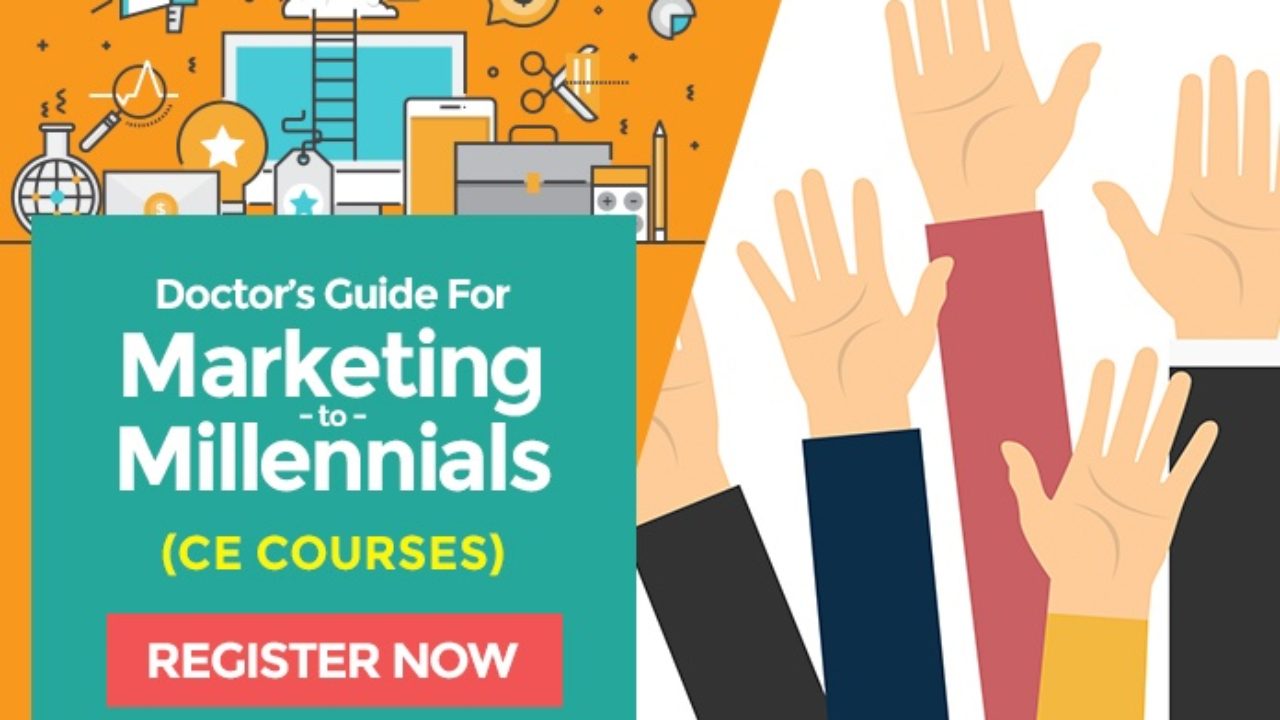 Doctor's Guide For
Marketing
- to -
Millennials
(CE COURSES)
REGISTER NOW